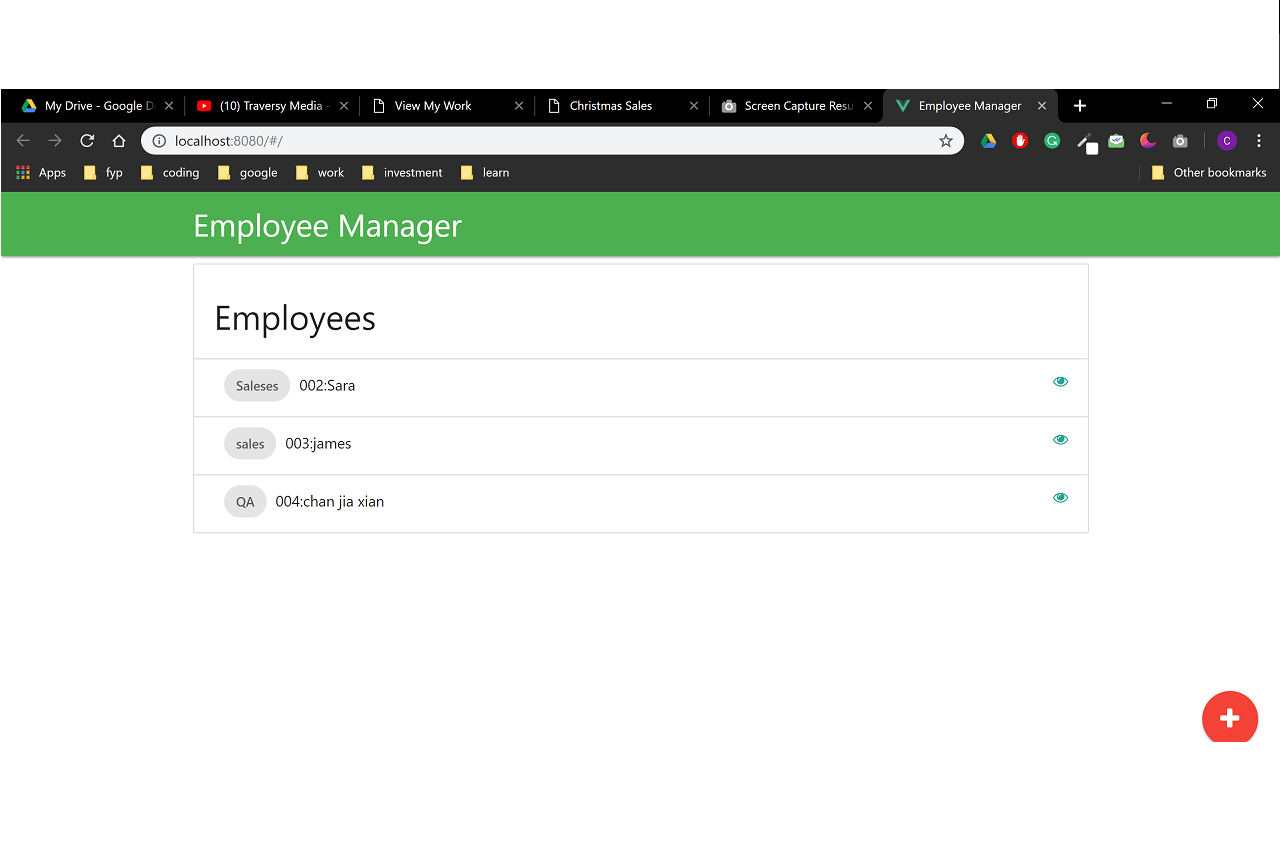 My Drive - Google D
(10) Traversy Media -
View My Work
Christmas Sales
Screen Capture Resu
Employee Manager
localhost:8080/#/
C
Apps
fyp
coding
google
work
investment
learn
Other bookmarks
Employee Manager
Employees
Saleses 002:Sara
sales 003:james
QA 004:chan jia xian